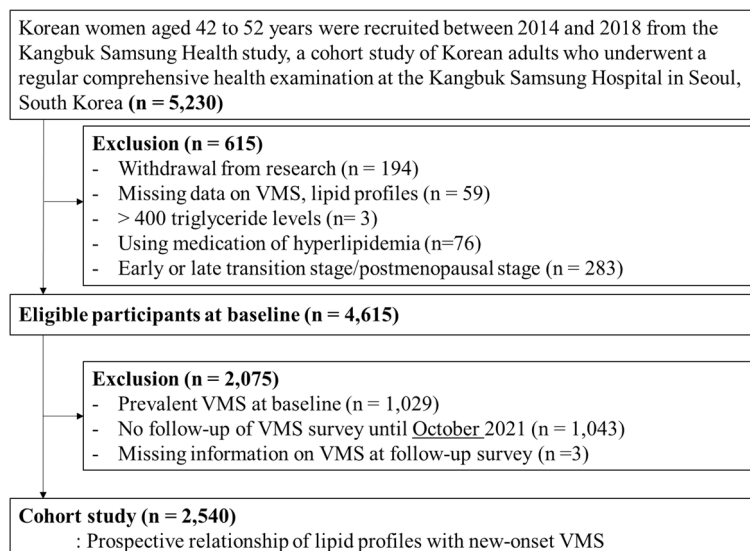 Korean women aged 42 to 52 years were recruited between 2014 and 2018 from the
Kangbuk Samsung Health study, a cohort study of Korean adults who underwent a
regular comprehensive health examination at the Kangbuk Samsung Hospital in Seoul,
South Korea (n = 5,230)
Exclusion (n = 615)
- Withdrawal from research (n = 194)
- Missing data on VMS, lipid profiles (n = 59)
- > 400 triglyceride levels (n= 3)
- Using medication of hyperlipidemia (n=76)
- Early or late transition stage/postmenopausal stage (n = 283)
Eligible participants at baseline (n = 4,615)
Exclusion (n = 2,075)
- Prevalent VMS at baseline (n = 1,029)
- No follow-up of VMS survey until October 2021 (n = 1,043)
- Missing information on VMS at follow-up survey (n =3)
Cohort study (n = 2,540)
: Prospective relationship of lipid profiles with new-onset VMS